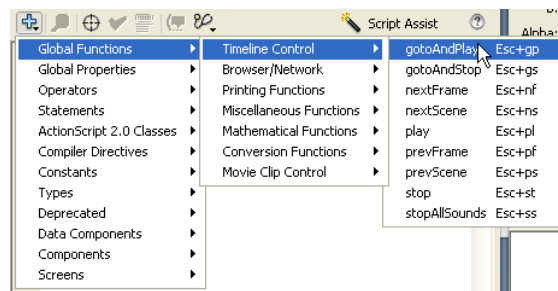 Script Assist
Alpha:
Global Functions
Global Properties
Operators
Statements
ActionScript 2.0 Classes
Compiler Directives
Constants
Types
Deprecated
Data Components
Components
Screens
Timeline Control
Browser/Network
Printing Functions
Miscellaneous Functions
Mathematical Functions
Conversion Functions
Movie Clip Control
gotoAndPlay Esc+gp
gotoAndStop Esc+gs
nextFrame Esc+nf
nextScene Esc+ns
play Esc+pl
prevFrame Esc+pf
prevScene Esc+ps
stop Esc+st
stopAllSounds Esc+ss